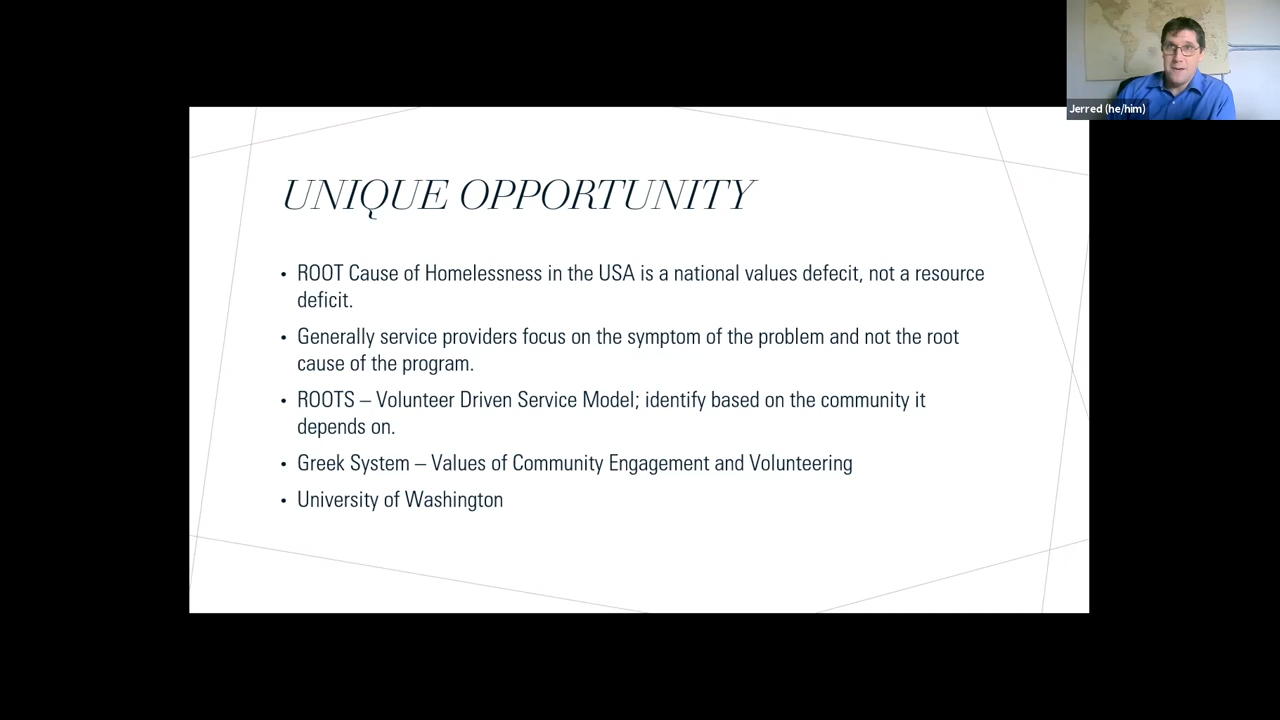 Jerred (he/him)
UNIQUE OPPORTUNITY
• ROOT Cause of Homelessness in the USA is a national values defecit, not a resource
deficit.
• Generally service providers focus on the symptom of the problem and not the root
cause of the program.
• ROOTS – Volunteer Driven Service Model; identify based on the community it
depends on.
• Greek System – Values of Community Engagement and Volunteering
• University of Washington